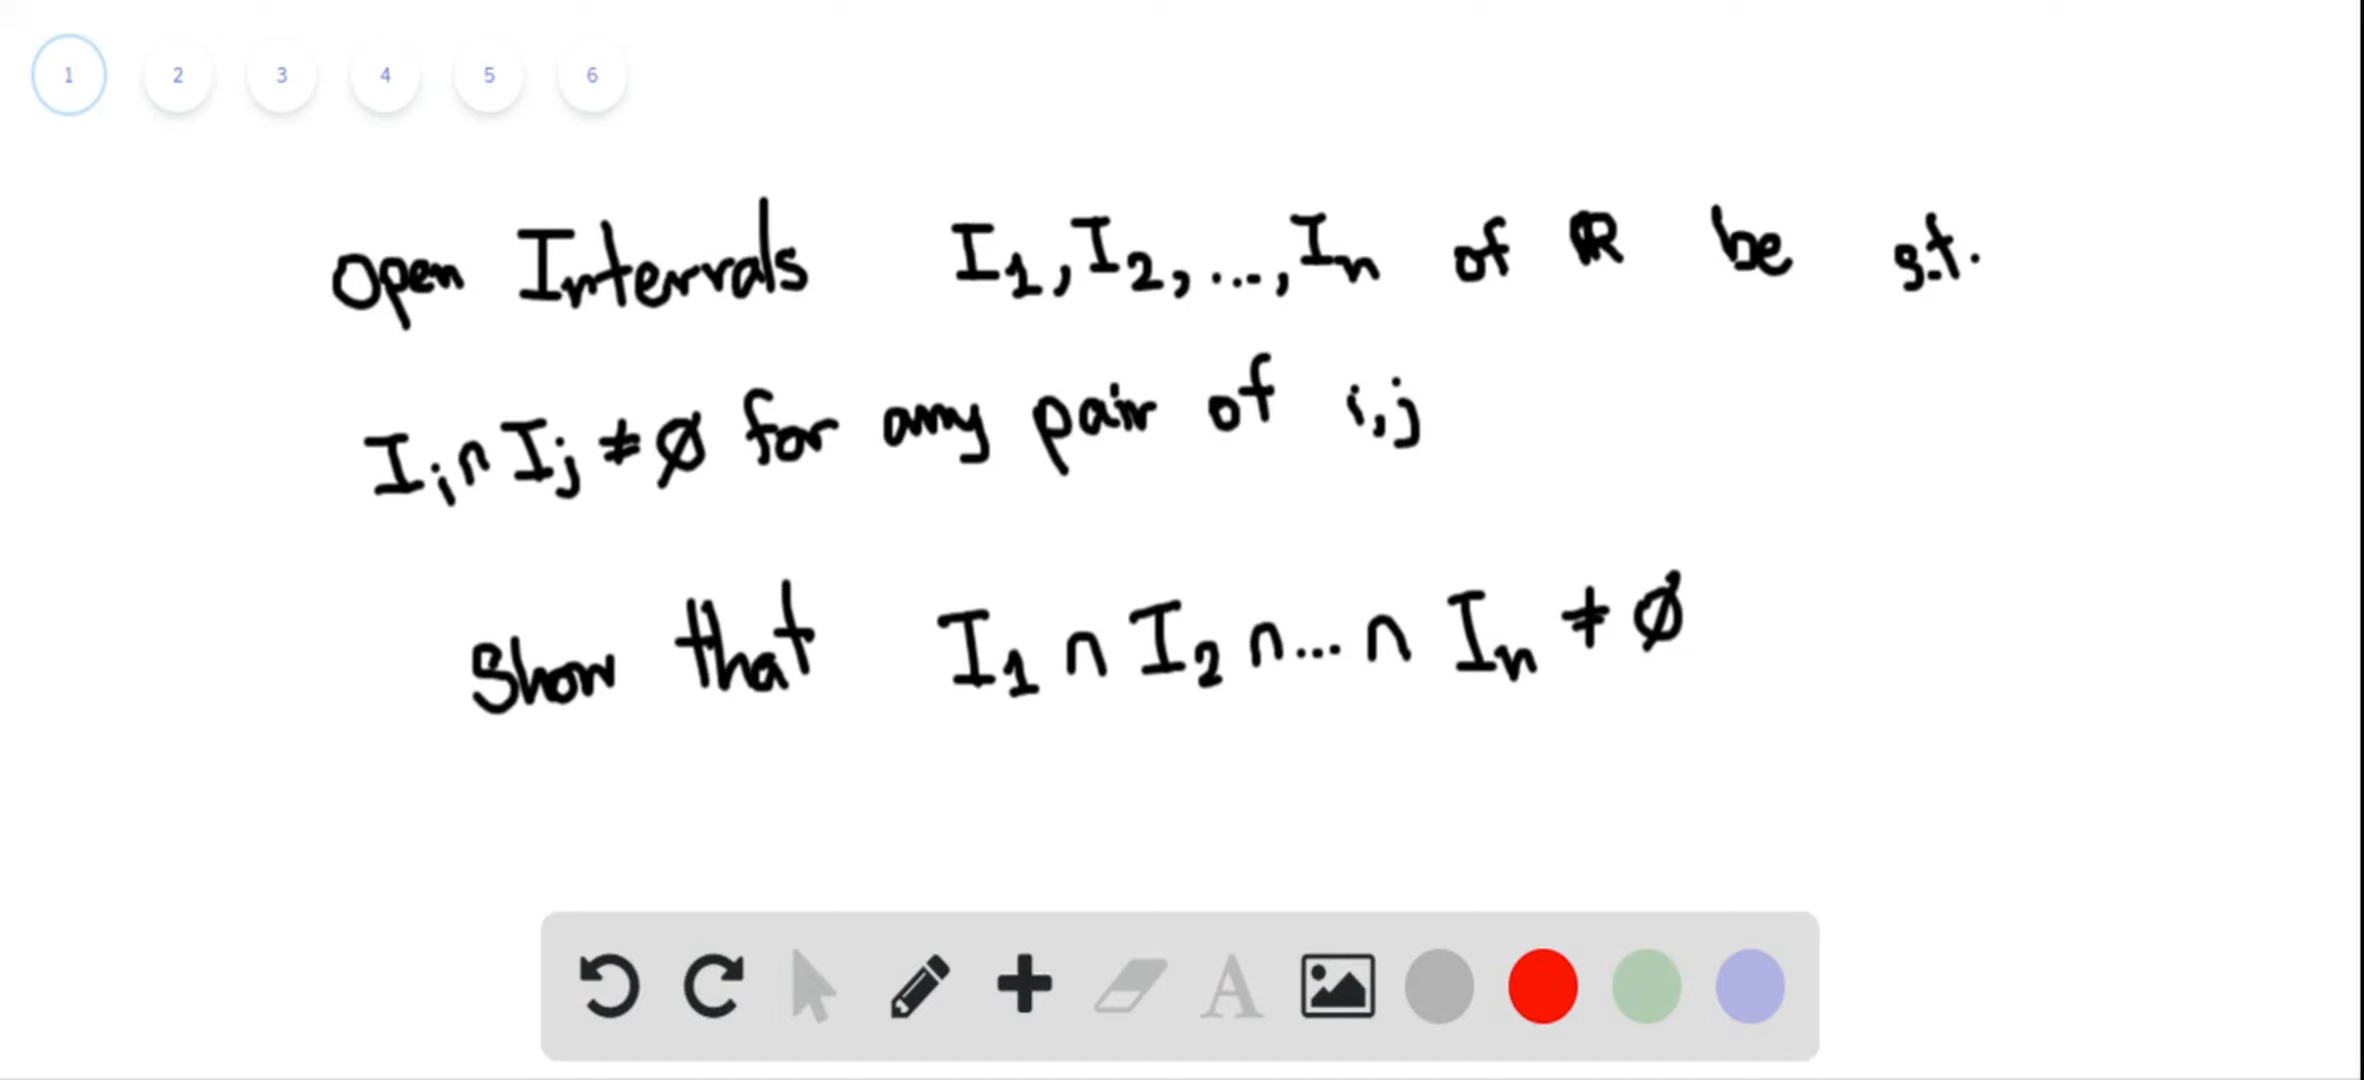 1 2 3 4 5 6
Open Intervals I₁, I₂, ..., Iₙ of ℝ be s.t.
Iᵢ ∩ Iⱼ ≠ ∅ for any pair of i,j
Show that I₁ ∩ I₂ ∩ ... ∩ Iₙ ≠ ∅
A